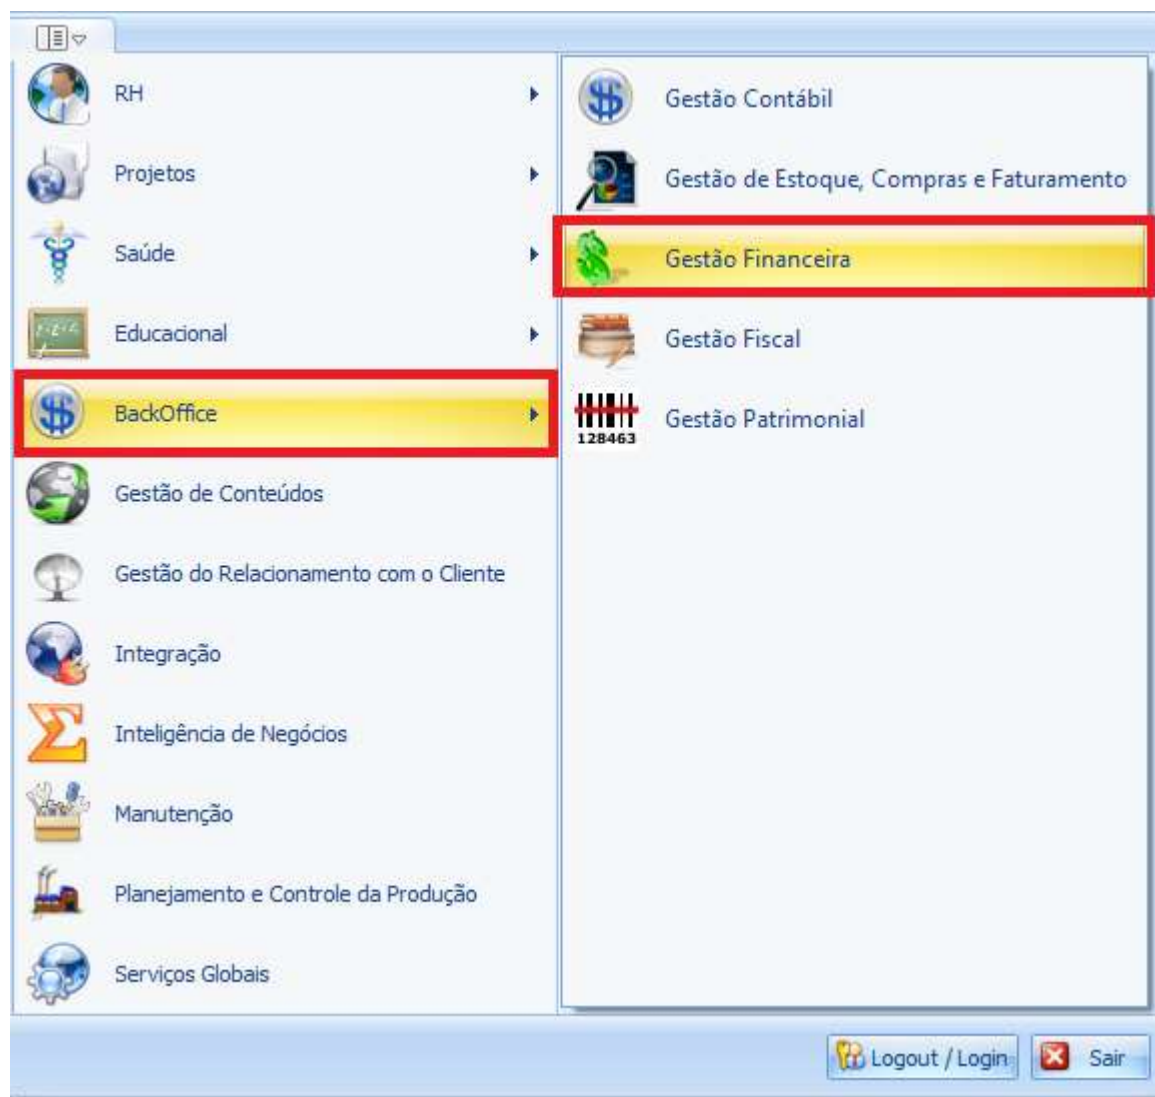 RH
Projetos
Saúde
Educacional
BackOffice
Gestão de Conteúdos
Gestão do Relacionamento com o Cliente
Integração
Inteligência de Negócios
Manutenção
Planejamento e Controle da Produção
Serviços Globais
Gestão Contábil
Gestão de Estoque, Compras e Faturamento
Gestão Financeira
Gestão Fiscal
128463
Gestão Patrimonial
Logout / Login
Sair